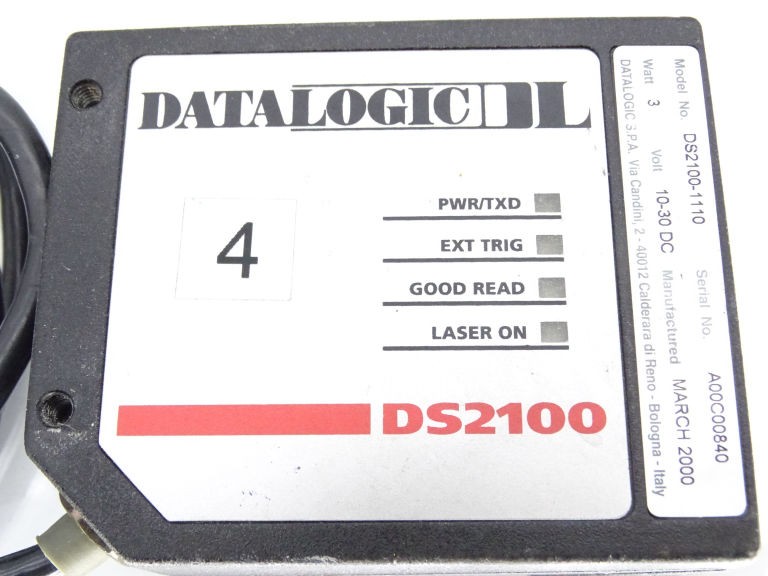 DATALOGIC DL
PWR/TXD
4
EXT TRIG
GOOD READ
LASER ON
DS2100
Model No. DS2100-1110 Serial No. A00C00840
Watt 3 Volt 10-30 DC Manufactured MARCH 2000
DATALOGIC S.P.A. Via Candini, 2 - 40012 Calderara di Reno - Bologna - Italy